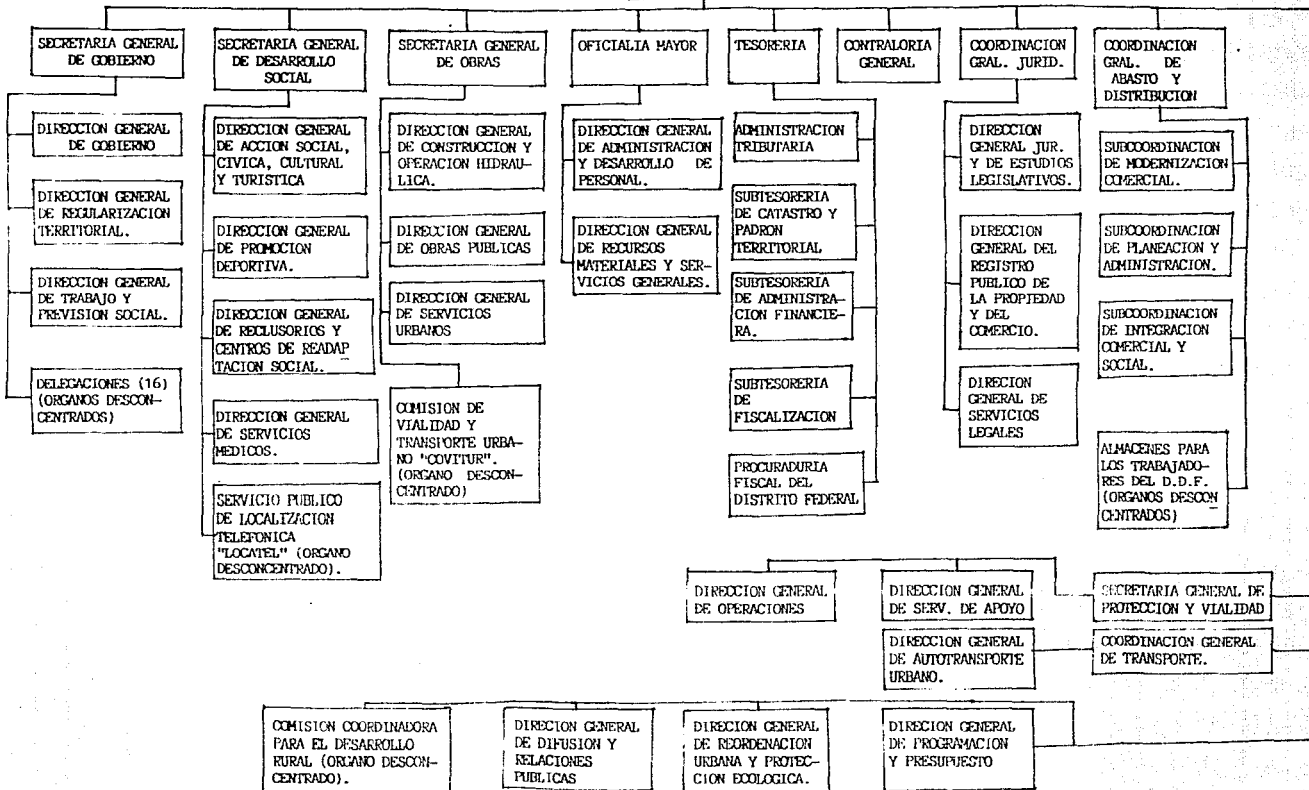 SECRETARIA GENERAL
DE GOBIERNO
SECRETARIA GENERAL
DE DESARROLLO
SOCIAL
SECRETARIA GENERAL
DE OBRAS
OFICIALIA MAYOR
TESORERIA
CONTRALORIA
GENERAL
COORDINACION
GRAL. JURID.
COORDINACION
GRAL. DE
ABASTO Y
DISTRIBUCION
DIRECCION GENERAL
DE GOBIERNO
DIRECCION GENERAL
DE REGULARIZACION
TERRITORIAL.
DIRECCION GENERAL
DE TRABAJO Y
PREVISION SOCIAL.
DELEGACIONES (16)
(ORGANOS DESCON-
CENTRADOS)
DIRECCION GENERAL
DE ACCION SOCIAL,
CIVICA, CULTURAL
Y TURISTICA
DIRECCION GENERAL
DE PROMOCION
DEPORTIVA.
DIRECCION GENERAL
DE RECLUSORIOS Y
CENTROS DE READAP
TACION SOCIAL.
DIRECCION GENERAL
DE SERVICIOS
MEDICOS.
SERVICIO PUBLICO
DE LOCALIZACION
TELEFONICA
"LOCATEL" (ORGANO
DESCONCENTRADO).
DIRECCION GENERAL
DE CONSTRUCCION Y
OPERACION HIDRAU-
LICA.
DIRECCION GENERAL
DE OBRAS PUBLICAS
DIRECCION GENERAL
DE SERVICIOS
URBANOS
COMISION DE
VIALIDAD Y
TRANSPORTE URBA-
NO "COVITUR".
(ORGANO DESCON-
CENTRADO)
DIRECCION GENERAL
DE ADMINISTRACION
Y DESARROLLO DE
PERSONAL.
DIRECCION GENERAL
DE RECURSOS
MATERIALES Y SER-
VICIOS GENERALES.
ADMINISTRACION
TRIBUTARIA
SUBTESORERIA
DE CATASTRO Y
PADRON
TERRITORIAL
SUBTESORERIA
DE ADMINISTRA-
CION FINANCIE-
RA.
SUBTESORERIA
DE
FISCALIZACION
PROCURADURIA
FISCAL DEL
DISTRITO FEDERAL
DIRECCION
GENERAL JUR.
Y DE ESTUDIOS
LEGISLATIVOS.
DIRECCION
GENERAL DEL
REGISTRO
PUBLICO DE
LA PROPIEDAD
Y DEL
COMERCIO.
DIRECION
GENERAL DE
SERVICIOS
LEGALES
SUBCOORDINACION
DE MODERNIZACION
COMERCIAL.
SUBCOORDINACION
DE PLANEACION Y
ADMINISTRACION.
SUBCOORDINACION
DE INTEGRACION
COMERCIAL Y
SOCIAL.
ALMACENES PARA
LOS TRABAJADO-
RES DEL D.D.F.
(ORGANOS DESCON
CENTRADOS)
DIRECCION GENERAL
DE OPERACIONES
DIRECCION GENERAL
DE SERV. DE APOYO
SECRETARIA GENERAL DE
PROTECCION Y VIALIDAD
DIRECCION GENERAL
DE AUTOTRANSPORTE
URBANO.
COORDINACION GENERAL
DE TRANSPORTE.
COMISION COORDINADORA
PARA EL DESARROLLO
RURAL (ORGANO DESCON-
CENTRADO).
DIRECION GENERAL
DE DIFUSION Y
RELACIONES
PUBLICAS
DIRECION GENERAL
DE REORDENACION
URBANA Y PROTEC-
CION ECOLOGICA.
DIRECION GENERAL
DE PROGRAMACION
Y PRESUPUESTO